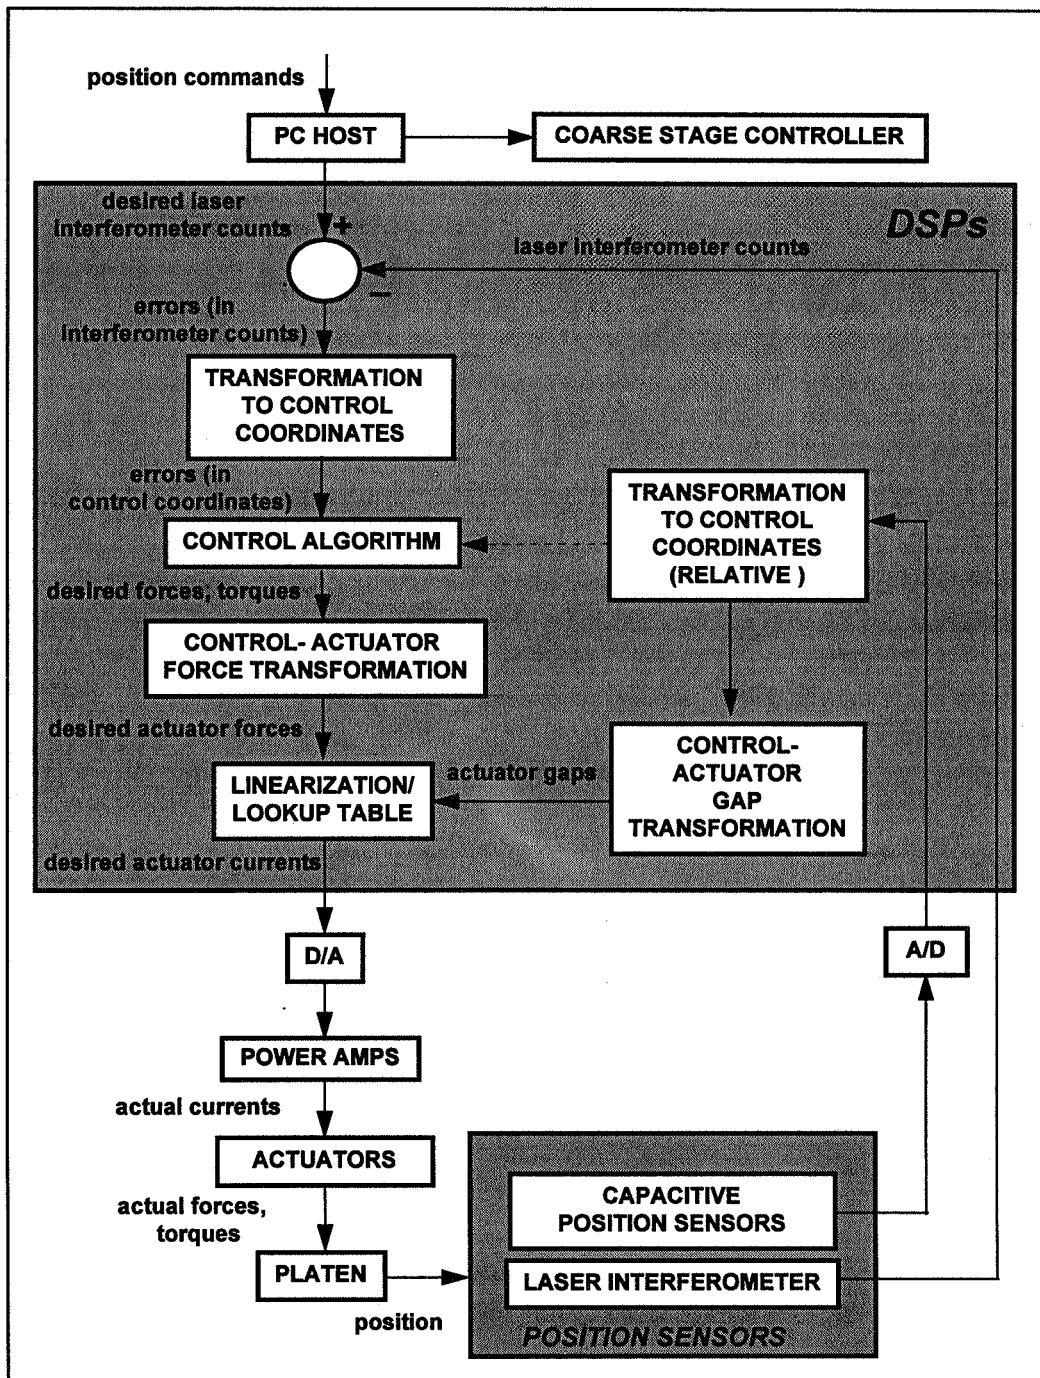 position commands
PC HOST
COARSE STAGE CONTROLLER
desired laser
interferometer counts
+
DSPs
laser interferometer counts
−
errors (in
interferometer counts)
TRANSFORMATION
TO CONTROL
COORDINATES
errors (in
control coordinates)
TRANSFORMATION
TO CONTROL
COORDINATES
(RELATIVE )
CONTROL ALGORITHM
desired forces, torques
CONTROL- ACTUATOR
FORCE TRANSFORMATION
desired actuator forces
CONTROL-
ACTUATOR
GAP
TRANSFORMATION
actuator gaps
LINEARIZATION/
LOOKUP TABLE
desired actuator currents
D/A
A/D
POWER AMPS
actual currents
ACTUATORS
actual forces,
torques
CAPACITIVE
POSITION SENSORS
PLATEN
LASER INTERFEROMETER
position
POSITION SENSORS